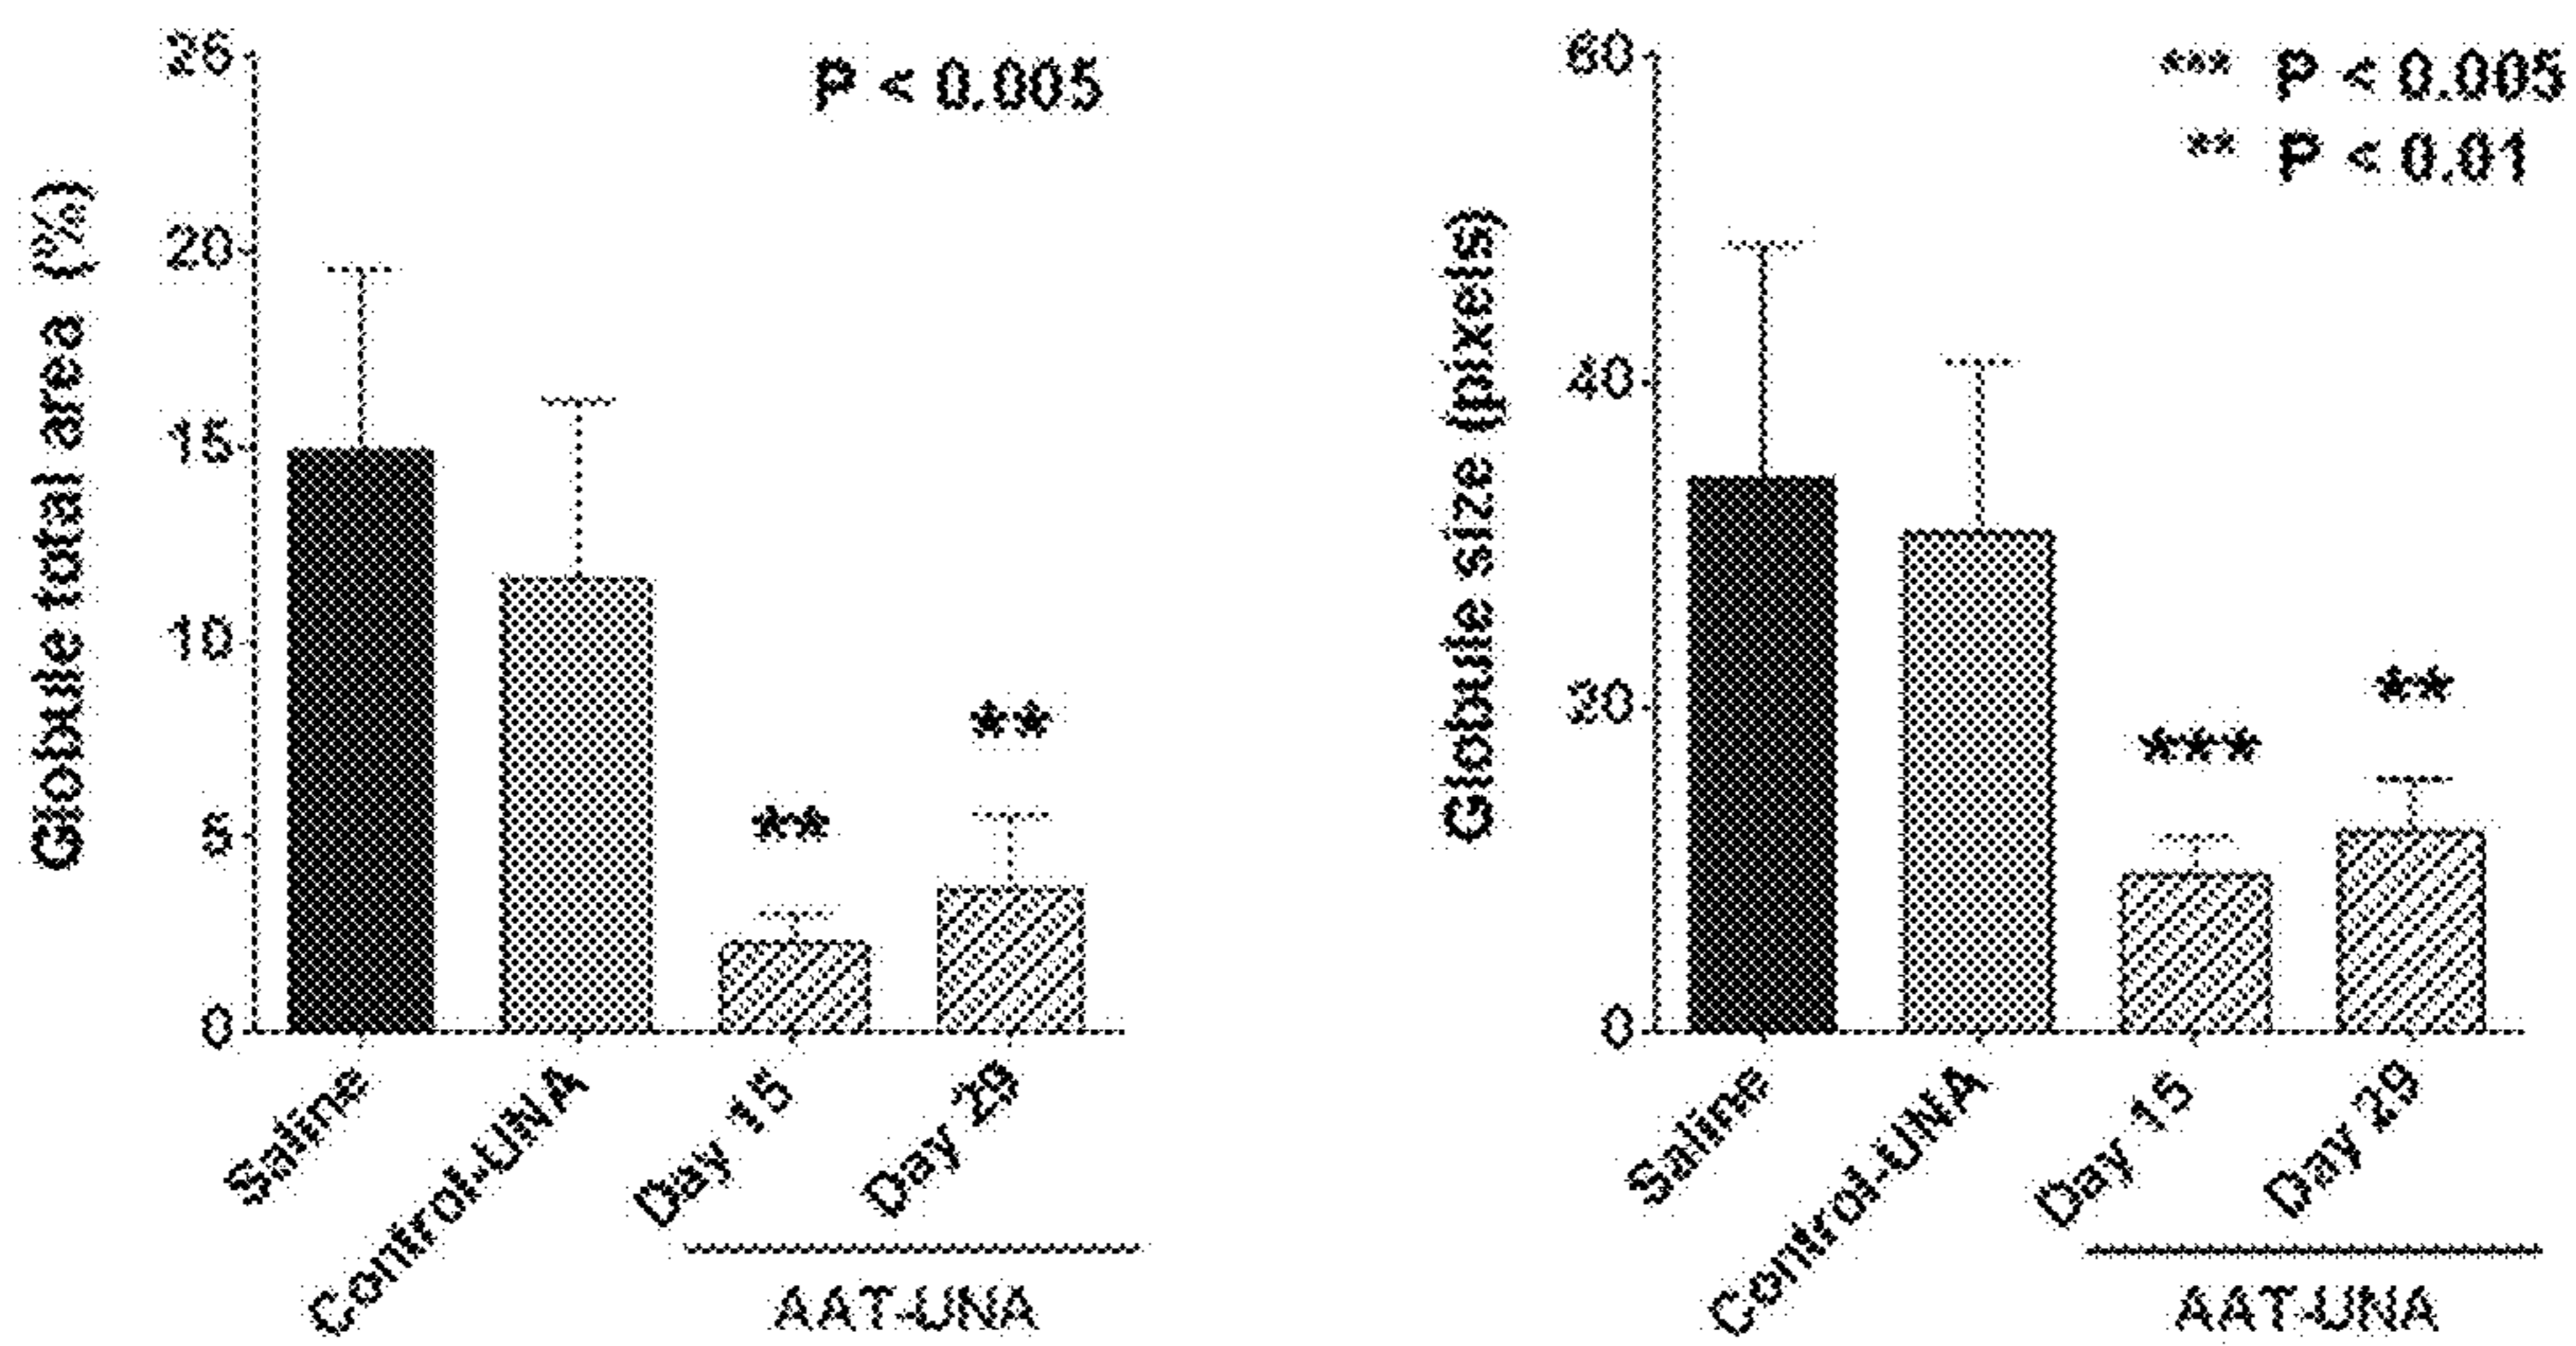 Globule total area (%)
25
20
15
10
5
0
P < 0.005
**
**
Saline
Control-UNA
Day 15
Day 29
AAT-UNA
Globule size (pixels)
60
40
20
0
*** P < 0.005
** P < 0.01
***
**
Saline
Control-UNA
Day 15
Day 29
AAT-UNA